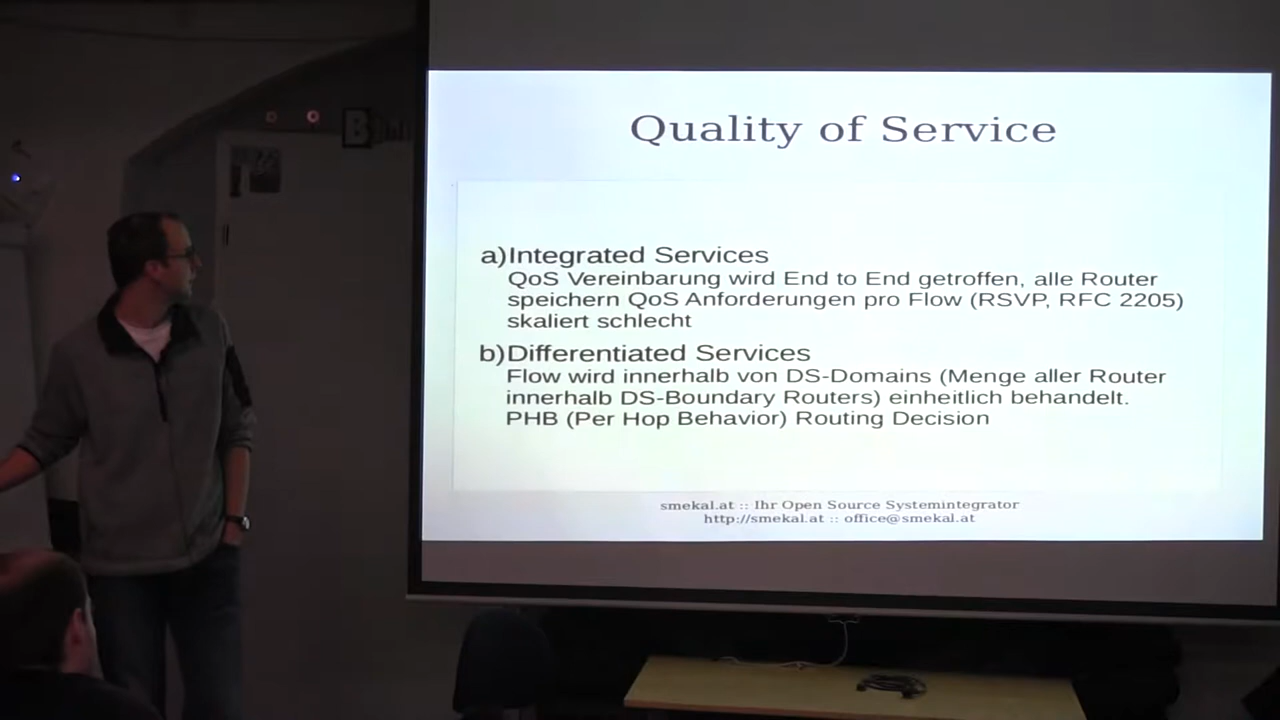 Quality of Service
a)Integrated Services
QoS Vereinbarung wird End to End getroffen, alle Router
speichern QoS Anforderungen pro Flow (RSVP, RFC 2205)
skaliert schlecht
b)Differentiated Services
Flow wird innerhalb von DS-Domains (Menge aller Router
innerhalb DS-Boundary Routers) einheitlich behandelt.
PHB (Per Hop Behavior) Routing Decision
smekal.at :: Ihr Open Source Systemintegrator
http://smekal.at :: office@smekal.at